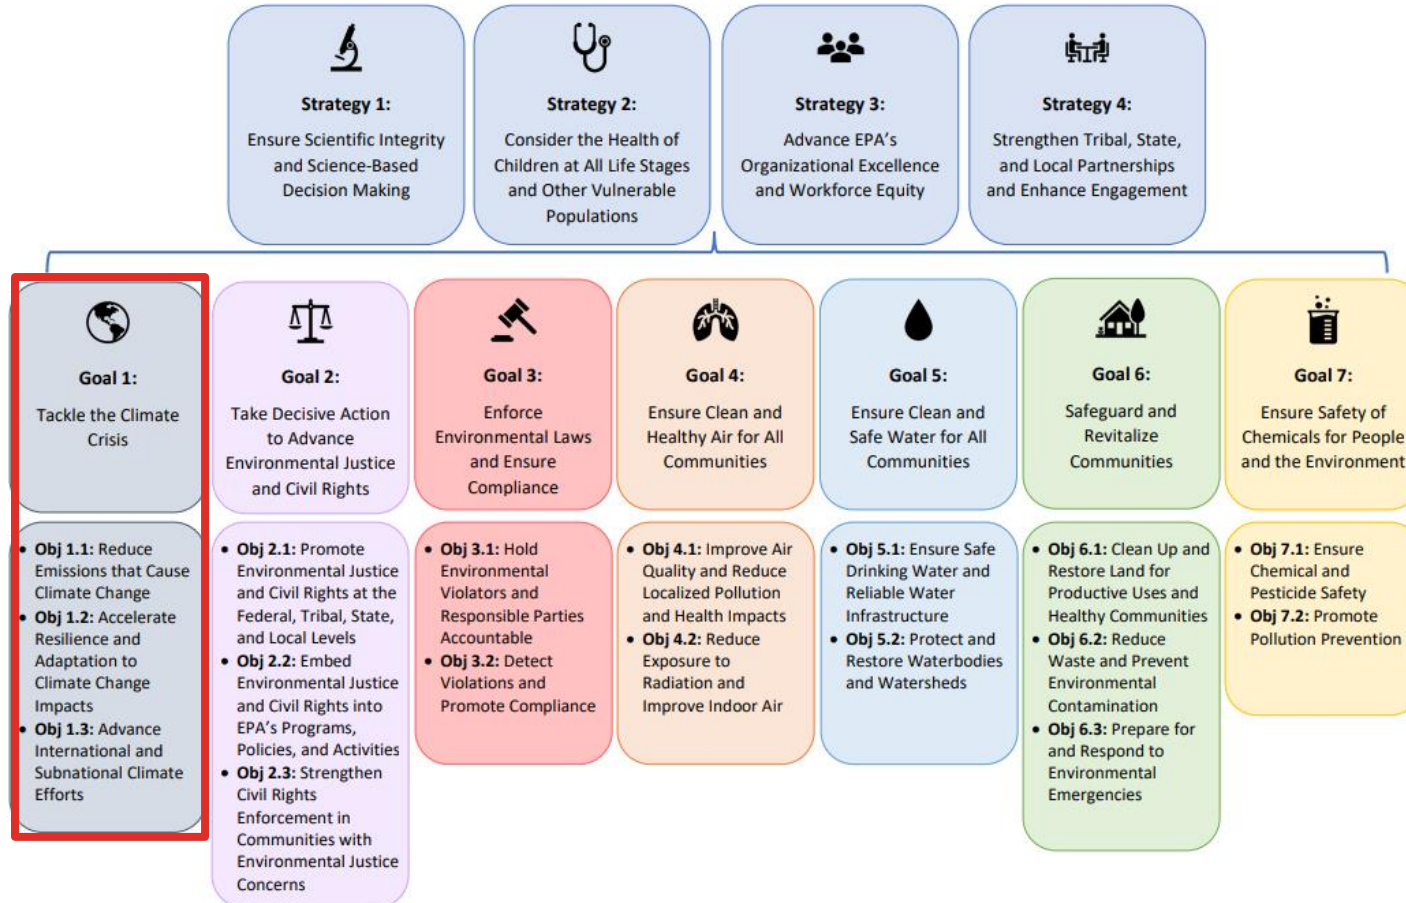 Strategy 1:
Ensure Scientific Integrity
and Science-Based
Decision Making
Strategy 2:
Consider the Health of
Children at All Life Stages
and Other Vulnerable
Populations
Strategy 3:
Advance EPA’s
Organizational Excellence
and Workforce Equity
Strategy 4:
Strengthen Tribal, State,
and Local Partnerships
and Enhance Engagement
Goal 1:
Tackle the Climate
Crisis
Goal 2:
Take Decisive Action
to Advance
Environmental Justice
and Civil Rights
Goal 3:
Enforce
Environmental Laws
and Ensure
Compliance
Goal 4:
Ensure Clean and
Healthy Air for All
Communities
Goal 5:
Ensure Clean and
Safe Water for All
Communities
Goal 6:
Safeguard and
Revitalize
Communities
Goal 7:
Ensure Safety of
Chemicals for People
and the Environment
• Obj 1.1: Reduce
Emissions that Cause
Climate Change
• Obj 1.2: Accelerate
Resilience and
Adaptation to
Climate Change
Impacts
• Obj 1.3: Advance
International and
Subnational Climate
Efforts
• Obj 2.1: Promote
Environmental Justice
and Civil Rights at the
Federal, Tribal, State,
and Local Levels
• Obj 2.2: Embed
Environmental Justice
and Civil Rights into
EPA’s Programs,
Policies, and Activities
• Obj 2.3: Strengthen
Civil Rights
Enforcement in
Communities with
Environmental Justice
Concerns
• Obj 3.1: Hold
Environmental
Violators and
Responsible Parties
Accountable
• Obj 3.2: Detect
Violations and
Promote Compliance
• Obj 4.1: Improve Air
Quality and Reduce
Localized Pollution
and Health Impacts
• Obj 4.2: Reduce
Exposure to
Radiation and
Improve Indoor Air
• Obj 5.1: Ensure Safe
Drinking Water and
Reliable Water
Infrastructure
• Obj 5.2: Protect and
Restore Waterbodies
and Watersheds
• Obj 6.1: Clean Up and
Restore Land for
Productive Uses and
Healthy Communities
• Obj 6.2: Reduce
Waste and Prevent
Environmental
Contamination
• Obj 6.3: Prepare for
and Respond to
Environmental
Emergencies
• Obj 7.1: Ensure
Chemical and
Pesticide Safety
• Obj 7.2: Promote
Pollution Prevention